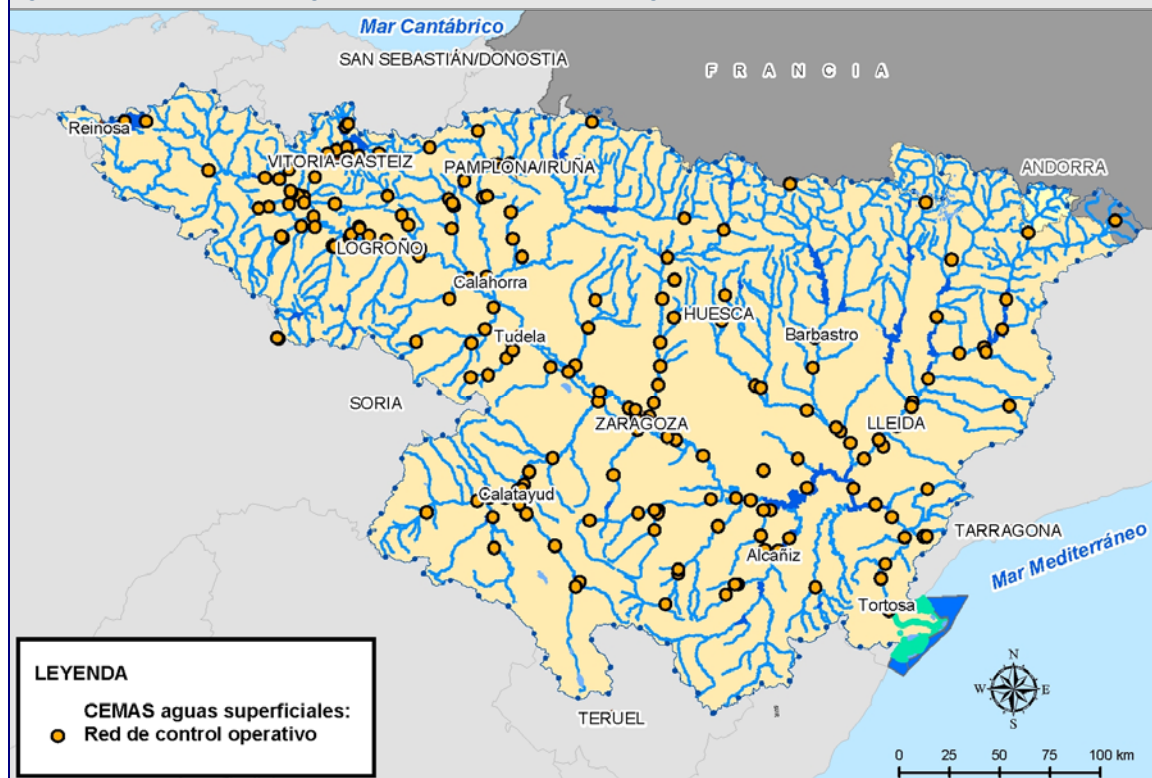 Mar Cantábrico
SAN SEBASTIÁN/DONOSTIA
F R A N C I A
Reinosa
VITORIA-GASTEIZ
PAMPLONA/IRUÑA
ANDORRA
LOGROÑO
Calahorra
HUESCA
Tudela
Barbastro
SORIA
ZARAGOZA
LLEIDA
Calatayud
TARRAGONA
Mar Mediterráneo
Alcañiz
Tortosa
TERUEL
LEYENDA
CEMAS aguas superficiales:
Red de control operativo
N
W E
S
0 25 50 75 100 km